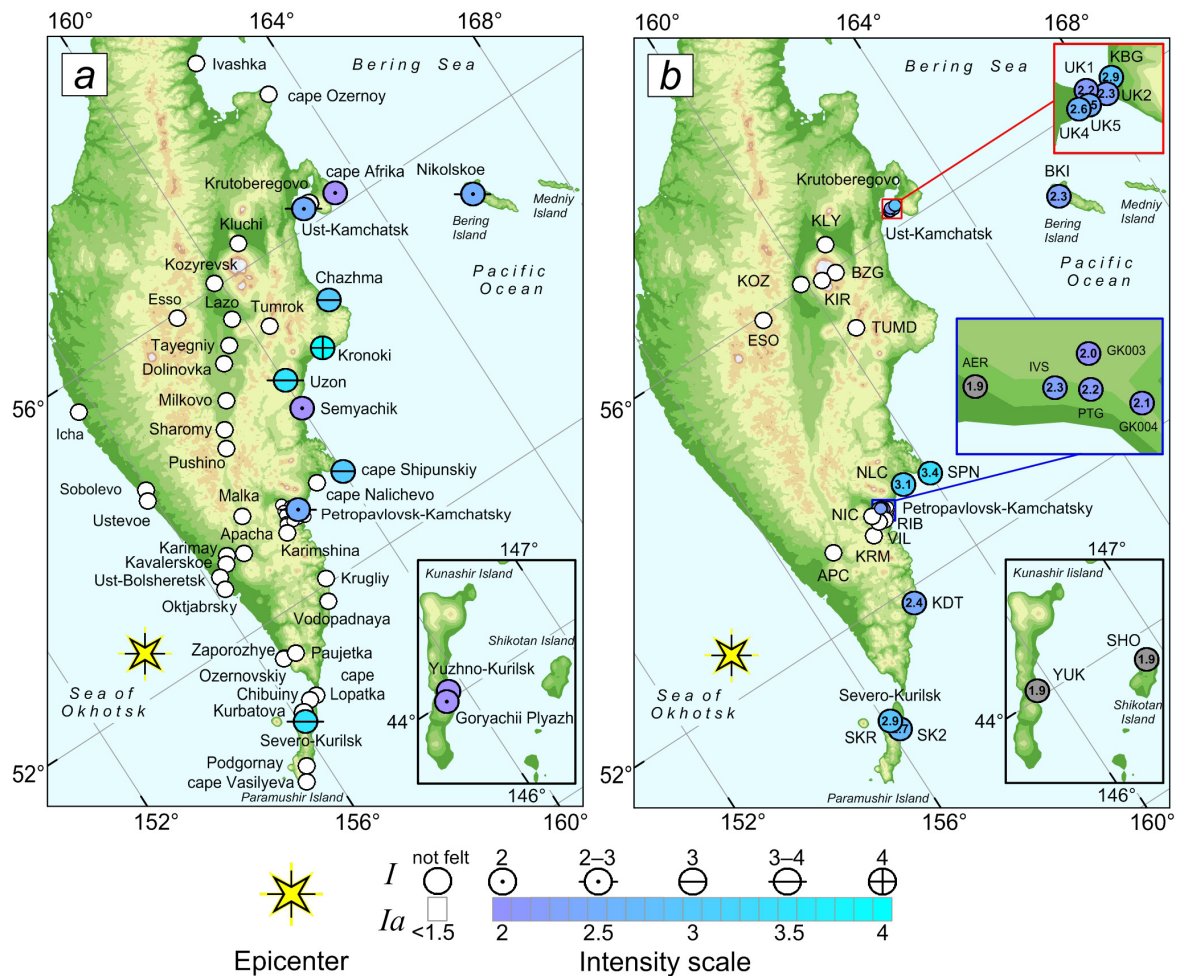 160°
164°
168°
160°
a
Ivashka
Bering Sea
cape Ozernoy
cape Afrika
Krutoberegovo
Nikolskoe
Ust-Kamchatsk
Medniy
Island
Bering
Island
Kluchi
Kozyrevsk
Chazhma
Pacific
Ocean
Esso
Lazo
Tumrok
Tayegniy
Kronoki
Dolinovka
Uzon
56°
Milkovo
Semyachik
Icha
Sharomy
Pushino
cape Shipunskiy
Sobolevo
Malka
cape Nalichevo
Ustevoe
Petropavlovsk-Kamchatsky
Apacha
Karimay
Karimshina
Kavalerskoe
Ust-Bolsheretsk
Krugliy
Oktjabrsky
Vodopadnaya
Zaporozhye
Paujetka
Ozernovskiy
cape
Lopatka
Chibuiny
Kurbatova
Sea of
Okhotsk
Severo-Kurilsk
Podgornay
cape Vasilyeva
Paramushir Island
52°
152°
156°
160°
147°
Kunashir Iisland
Shikotan Island
Yuzhno-Kurilsk
Goryachii Plyazh
44°
146°
160°
164°
168°
160°
b
Bering Sea
KBG
UK1
2.9
2.2
2.3
UK2
2.6
5
UK5
UK4
Krutoberegovo
BKI
2.3
Medniy
Island
Bering
Island
Ust-Kamchatsk
KLY
Pacific
Ocean
KOZ
BZG
KIR
ESO
TUMD
56°
2.0
GK003
AER
IVS
1.9
2.3
2.2
2.1
PTG
GK004
NLC
3.4
SPN
3.1
NIC
Petropavlovsk-Kamchatsky
RIB
VIL
KRM
APC
2.4
KDT
Sea of
Okhotsk
Severo-Kurilsk
2.9
2.7
SKR
SK2
Paramushir Island
52°
152°
156°
160°
147°
Kunashir Iisland
SHO
1.9
YUK
1.9
Shikotan
Island
44°
146°
I
not felt
2
2–3
3
3–4
4
Ia
<1.5
2
2.5
3
3.5
4
Epicenter
Intensity scale